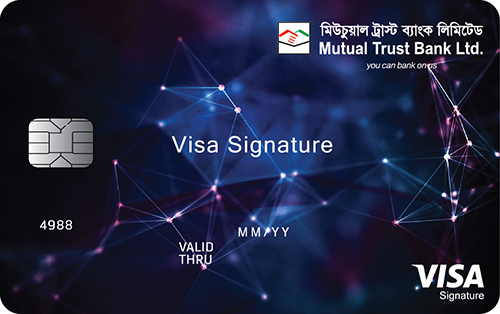 মিউচুয়াল ট্রাস্ট ব্যাংক লিমিটেড
Mutual Trust Bank Ltd.
you can bank on us
Visa Signature
4988
MM/YY
VALID
THRU
VISA
Signature